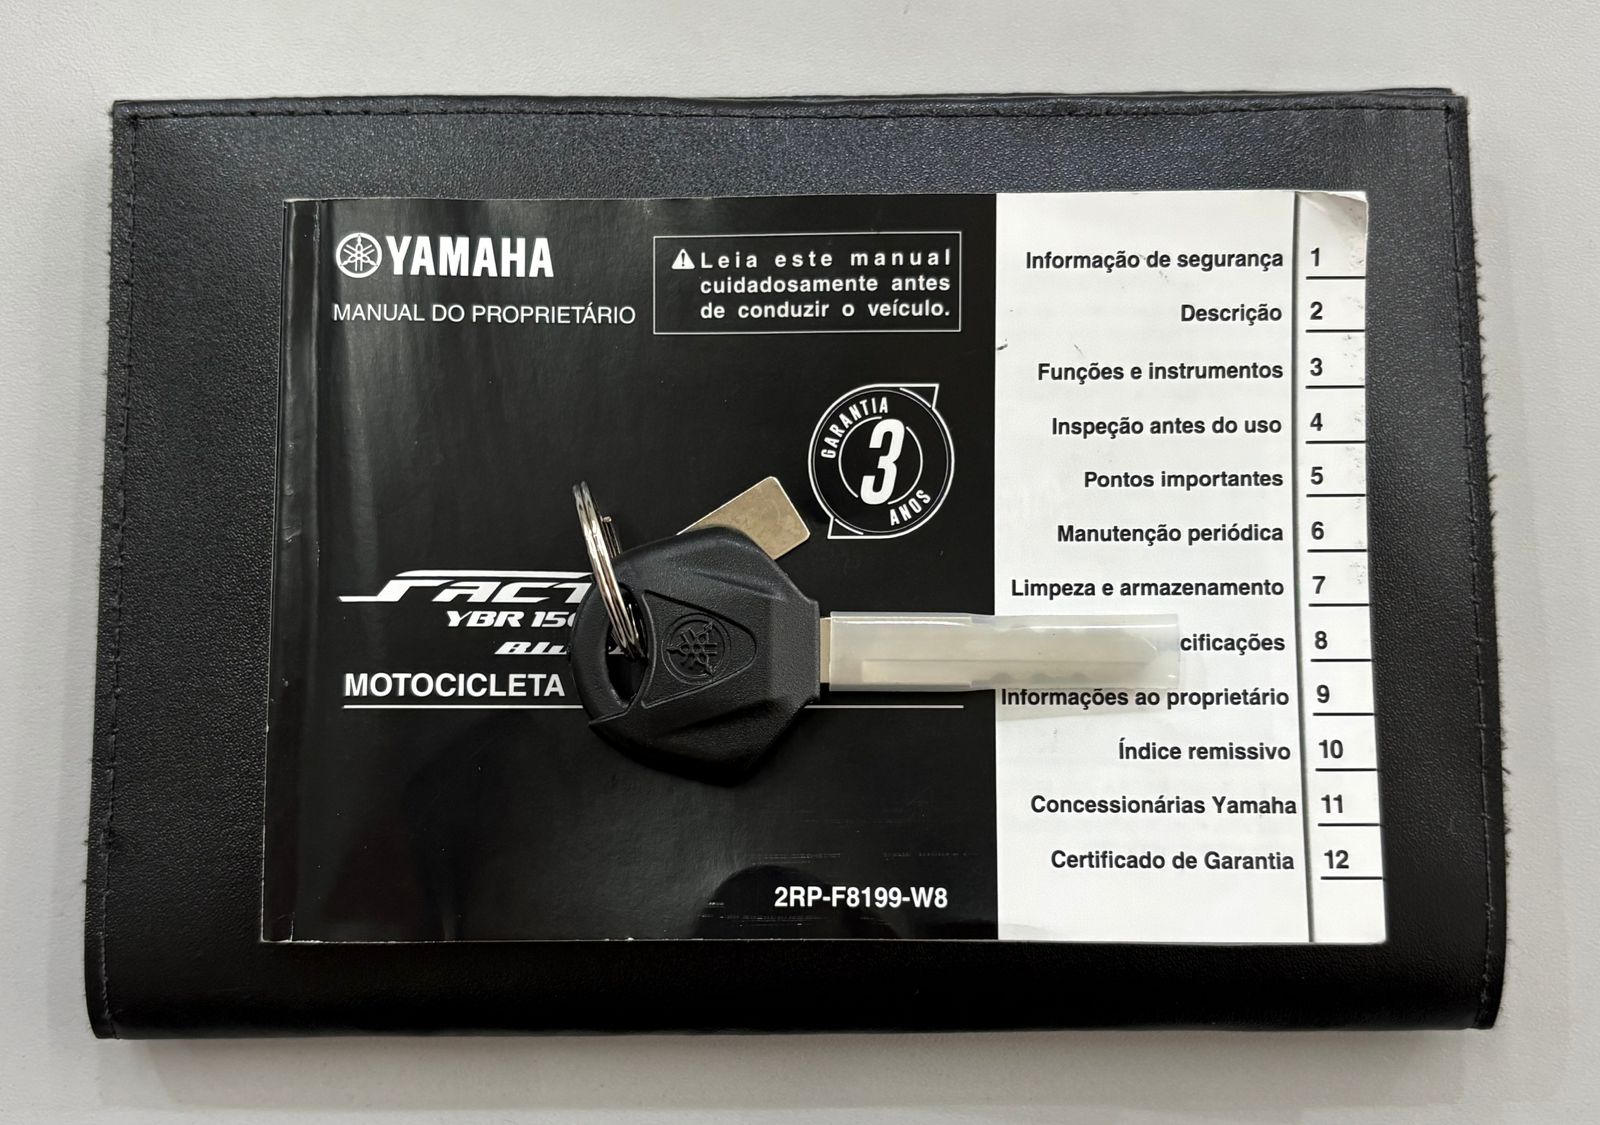 YAMAHA
MANUAL DO PROPRIETÁRIO
Leia este manual
cuidadosamente antes
de conduzir o veículo.
GARANTIA
3
ANOS
YBR
MOTOCICLETA
2RP-F8199-W8
Informação de segurança 1
Descrição 2
Funções e instrumentos 3
Inspeção antes do uso 4
Pontos importantes 5
Manutenção periódica 6
Limpeza e armazenamento 7
cificações 8
Informações ao proprietário 9
Índice remissivo 10
Concessionárias Yamaha 11
Certificado de Garantia 12